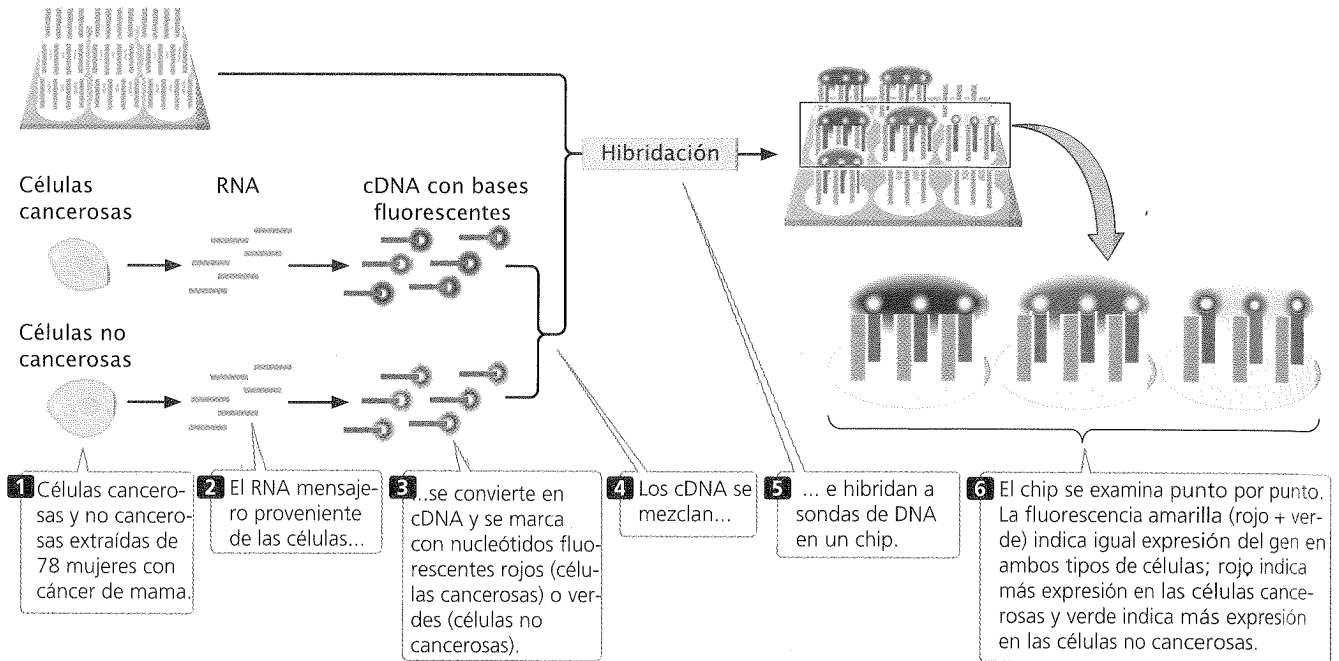 Hibridación
Células
cancerosas
RNA
cDNA con bases
fluorescentes
Células no
cancerosas
1 Células cancero-
sas y no cancero-
sas extraídas de
78 mujeres con
cáncer de mama.
2 El RNA mensaje-
ro proveniente
de las células...
3 ...se convierte en
cDNA y se marca
con nucleótidos fluo-
rescentes rojos (célu-
las cancerosas) o ver-
des (células no
cancerosas).
4 Los cDNA se
mezclan...
5 ... e hibridan a
sondas de DNA
en un chip.
6 El chip se examina punto por punto.
La fluorescencia amarilla (rojo + ver-
de) indica igual expresión del gen en
ambos tipos de células; rojo indica
más expresión en las células cance-
rosas y verde indica más expresión
en las células no cancerosas.